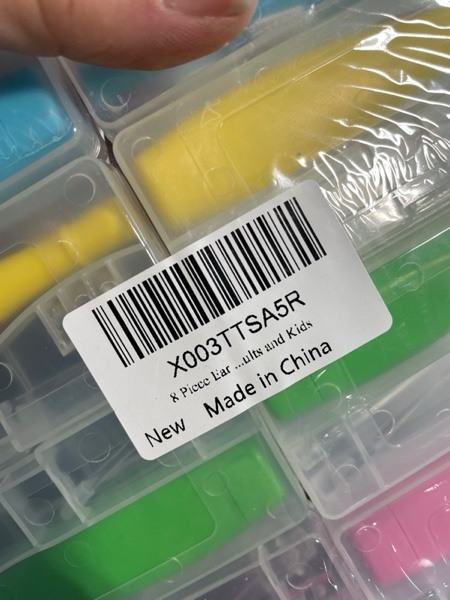 X003TTSA5R
8 Piece Ear ...ults and Kids
New Made in China